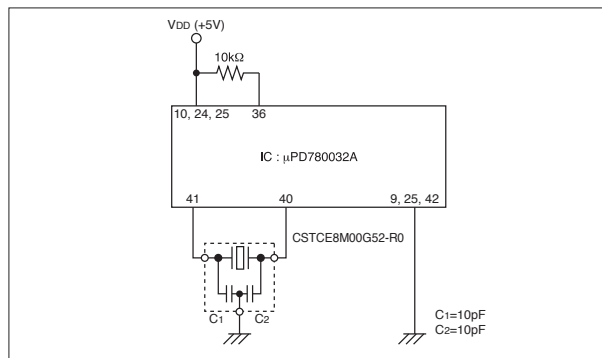 VDD (+5V)
10kΩ
10, 24, 25
36
IC : μPD780032A
41
40
9, 25, 42
CSTCE8M00G52-R0
C1
C2
C1=10pF
C2=10pF